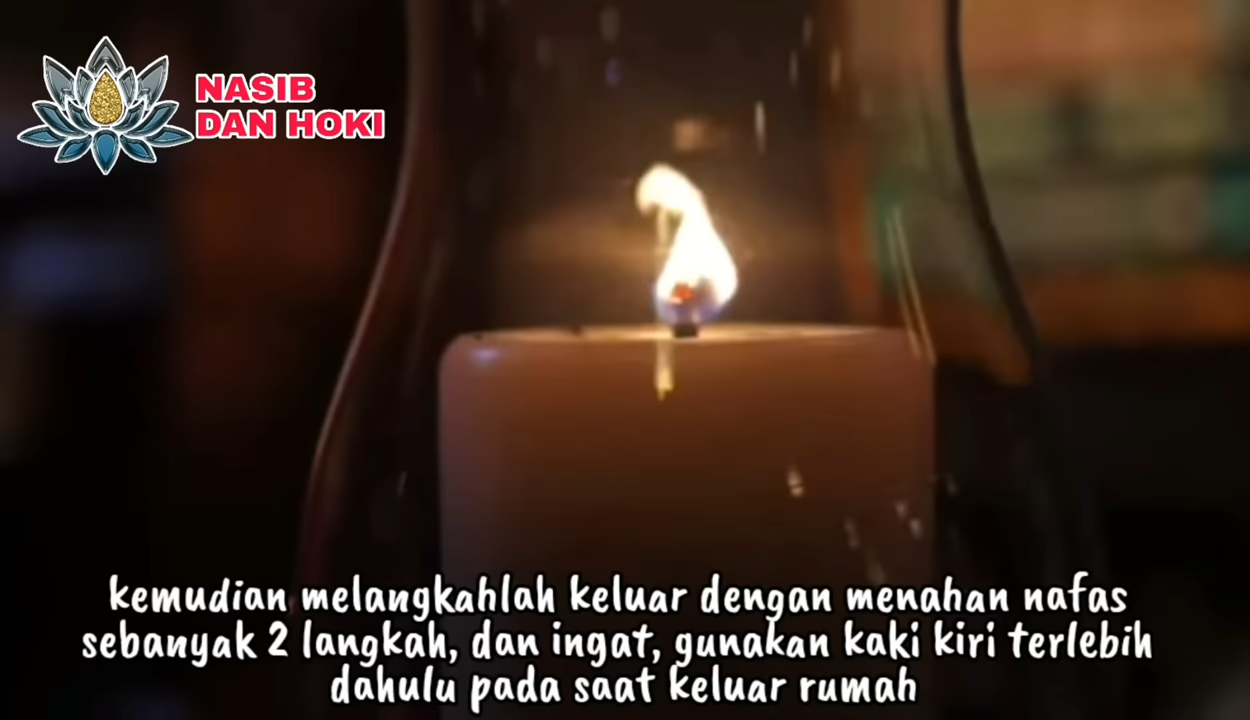 NASIB
DAN HOKI
kemudian melangkahlah keluar dengan menahan nafas
sebanyak 2 langkah, dan ingat, gunakan kaki kiri terlebih
dahulu pada saat keluar rumah